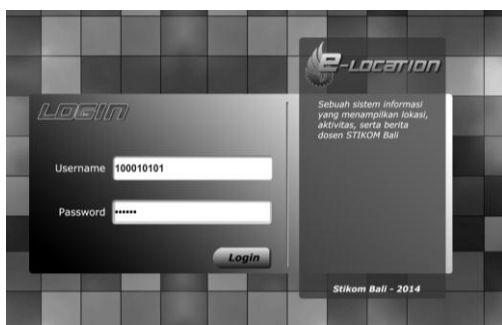 e-LOCATION
LOGIN
Sebuah sistem informasi
yang menampilkan lokasi,
aktivitas, serta berita
dosen STIKOM Bali
Username 100010101
Password ••••••
Login
Stikom Bali - 2014